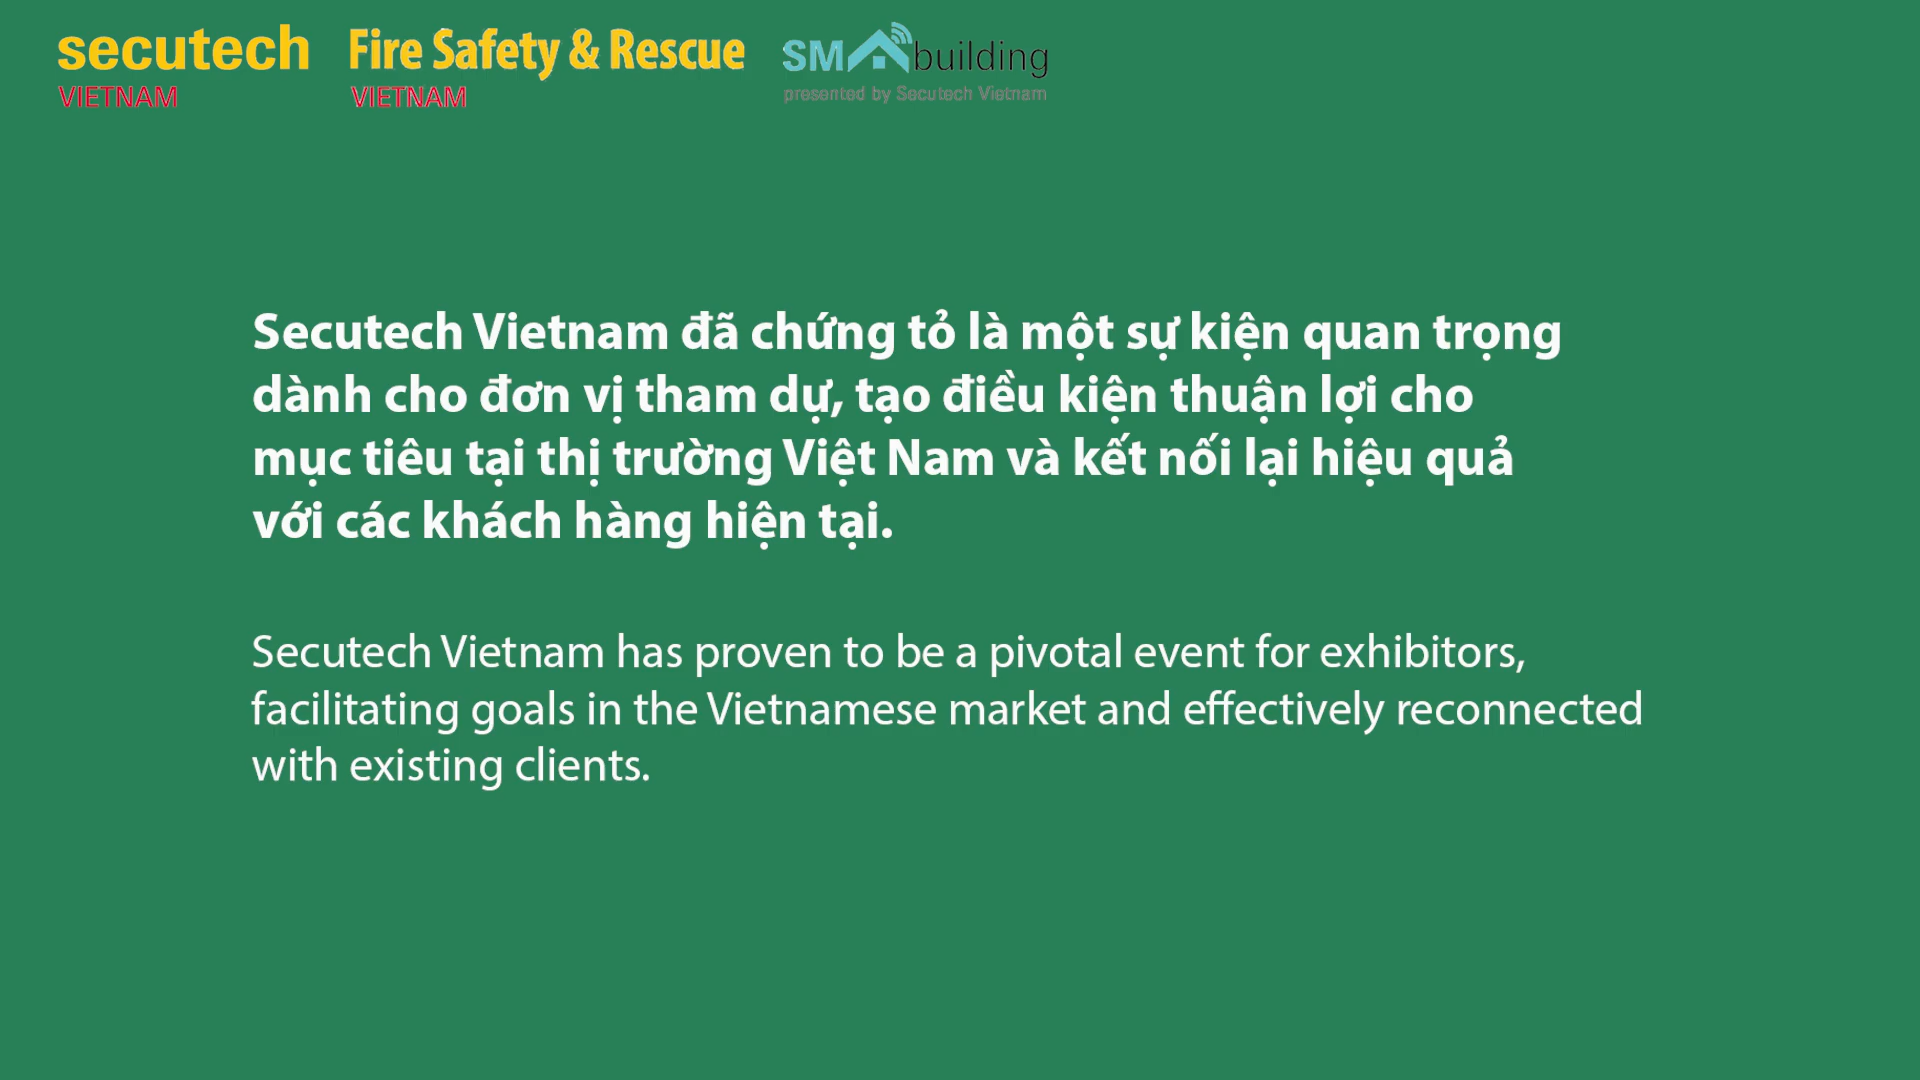 secutech
VIETNAM
Fire Safety & Rescue
VIETNAM
SMAbuilding
presented by Secutech Vietnam
Secutech Vietnam đã chứng tỏ là một sự kiện quan trọng
dành cho đơn vị tham dự, tạo điều kiện thuận lợi cho
mục tiêu tại thị trường Việt Nam và kết nối lại hiệu quả
với các khách hàng hiện tại.
Secutech Vietnam has proven to be a pivotal event for exhibitors,
facilitating goals in the Vietnamese market and effectively reconnected
with existing clients.